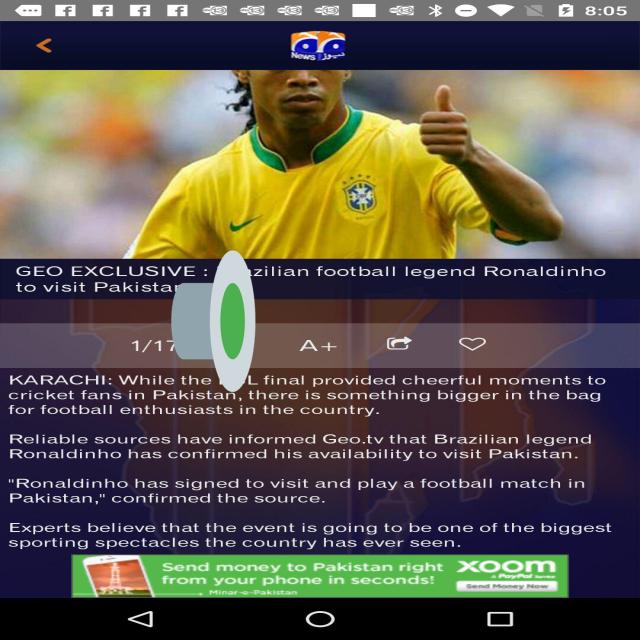 8:05
News
GEO EXCLUSIVE : zilian football legend Ronaldinho
to visit Pakistan
1/17
A+
KARACHI: While the L final provided cheerful moments to
cricket fans in Pakistan, there is something bigger in the bag
for football enthusiasts in the country.
Reliable sources have informed Geo.tv that Brazilian legend
Ronaldinho has confirmed his availability to visit Pakistan.
"Ronaldinho has signed to visit and play a football match in
Pakistan," confirmed the source.
Experts believe that the event is going to be one of the biggest
sporting spectacles the country has ever seen.
Send money to Pakistan right
from your phone in seconds!
Minar-e-Pakistan
xoom
A PayPal Service
Send Money Now